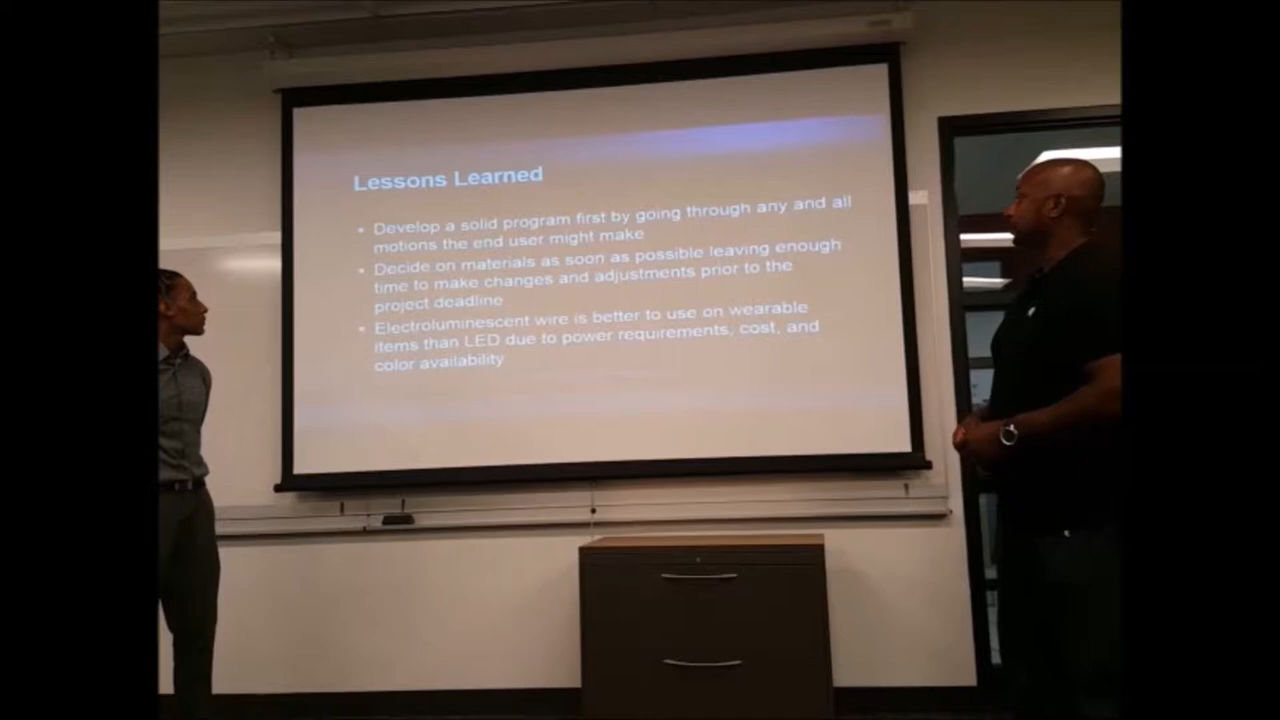 Lessons Learned
• Develop a solid program first by going through any and all
motions the end user might make
• Decide on materials as soon as possible leaving enough
time to make changes and adjustments prior to the
project deadline
• Electroluminescent wire is better to use on wearable
items than LED due to power requirements, cost, and
color availability